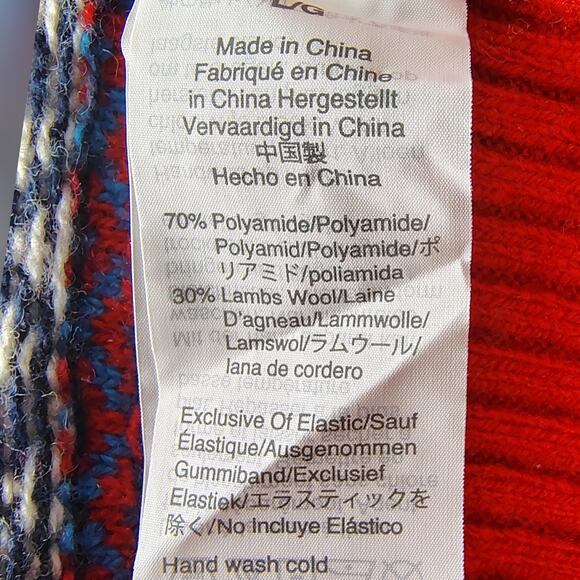 L/G
Made in China
Fabriqué en Chine
in China Hergestellt
Vervaardigd in China
中国製
Hecho en China
70% Polyamide/Polyamide/
Polyamid/Polyamide/ポ
リアミド/poliamida
30% Lambs Wool/Laine
D'agneau/Lammwolle/
Lamswol/ラムウール/
lana de cordero
Exclusive Of Elastic/Sauf
Élastique/Ausgenommen
Gummiband/Exclusief
Elastiek/エラスティックを
除く/No Incluye Elástico
Hand wash cold